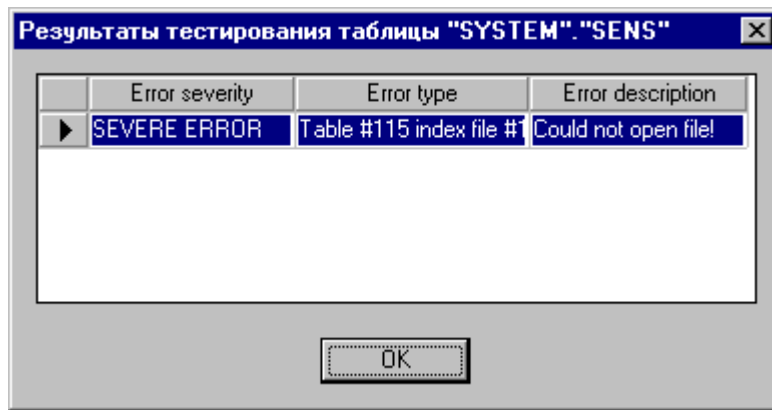 Результаты тестирования таблицы "SYSTEM"."SENS"
Error severity Error type Error description
SEVERE ERROR Table #115 index file #1 Could not open file!
OK